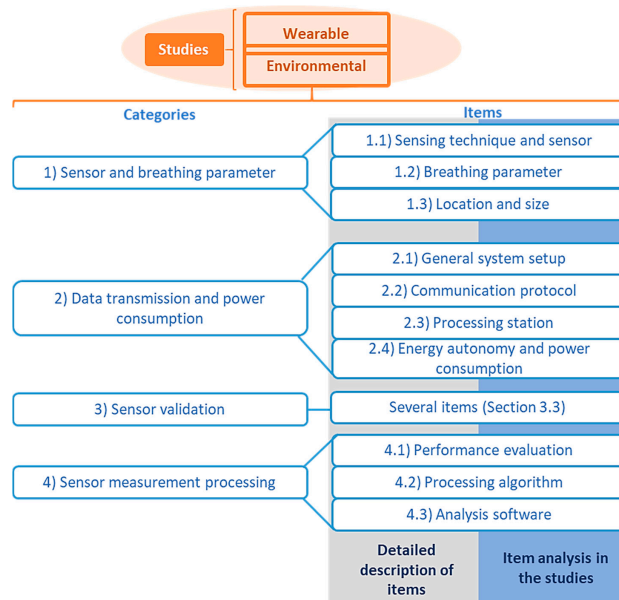 Studies
Wearable
Environmental
Categories
Items
1) Sensor and breathing parameter
1.1) Sensing technique and sensor
1.2) Breathing parameter
1.3) Location and size
2) Data transmission and power
consumption
2.1) General system setup
2.2) Communication protocol
2.3) Processing station
2.4) Energy autonomy and power
consumption
3) Sensor validation
Several items (Section 3.3)
4) Sensor measurement processing
4.1) Performance evaluation
4.2) Processing algorithm
4.3) Analysis software
Detailed
description of
items
Item analysis in
the studies